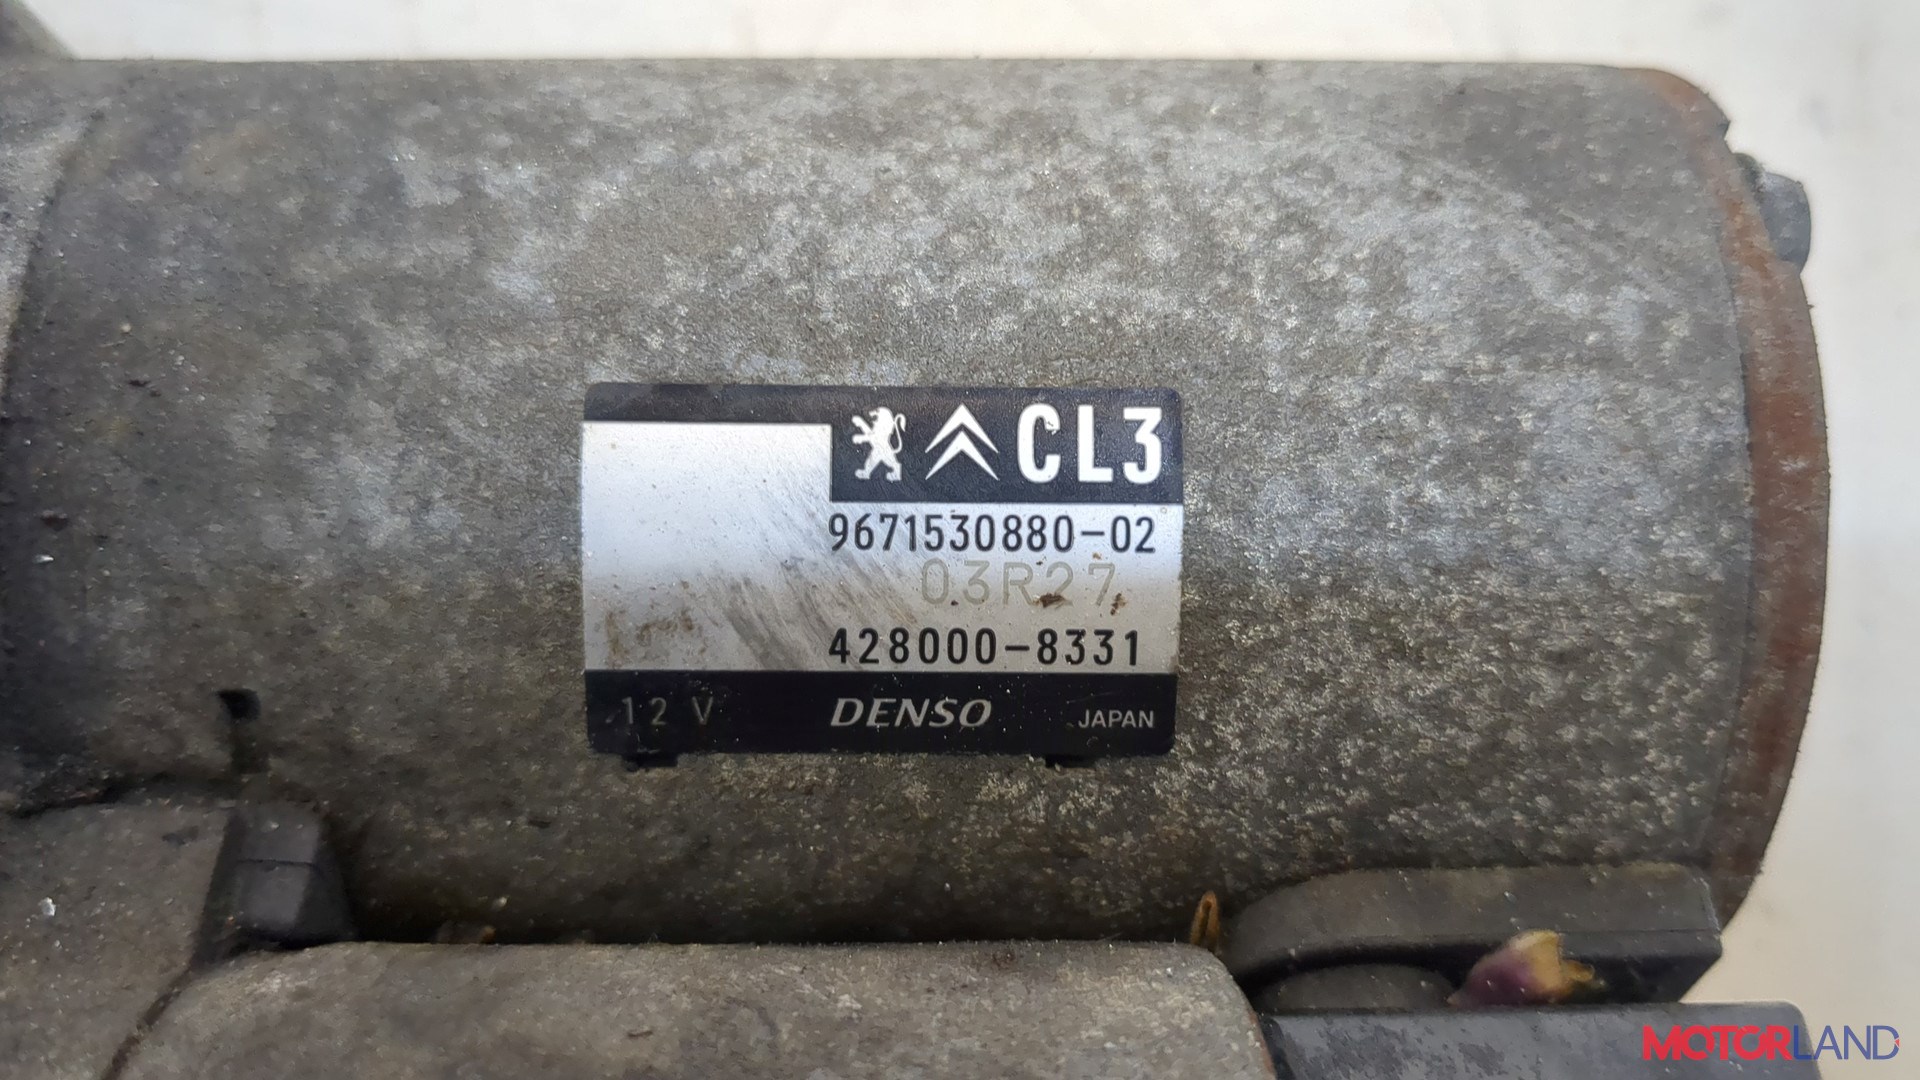 CL3
9671530880-02
03R27
428000-8331
12 V DENSO JAPAN
MOTORLAND